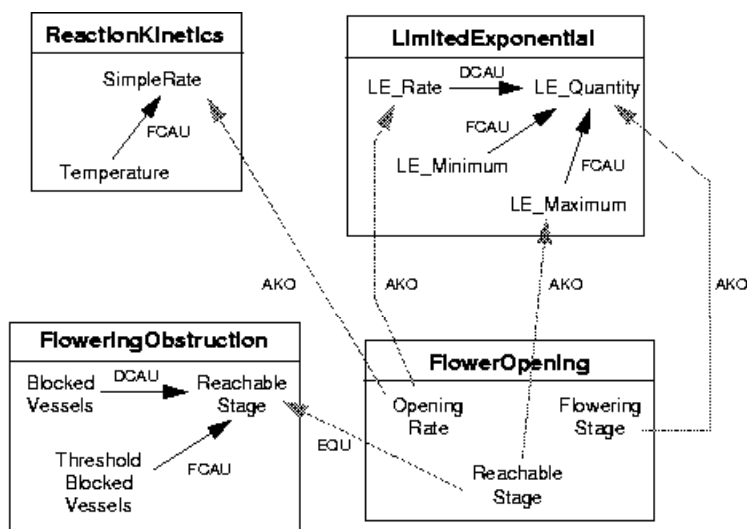 ReactionKinetics
SimpleRate
FCAU
Temperature
LimitedExponential
LE_Rate DCAU LE_Quantity
FCAU
LE_Minimum
FCAU
LE_Maximum
AKO AKO AKO AKO
FloweringObstruction
Blocked
Vessels
DCAU
Reachable
Stage
Threshold
Blocked
Vessels
FCAU
EQU
FlowerOpening
Opening
Rate
Flowering
Stage
Reachable
Stage